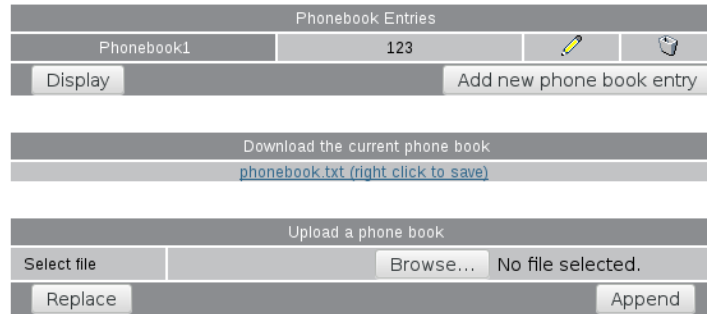 Phonebook Entries
Phonebook1 123
Display Add new phone book entry
Download the current phone book
phonebook.txt (right click to save)
Upload a phone book
Select file Browse... No file selected.
Replace Append